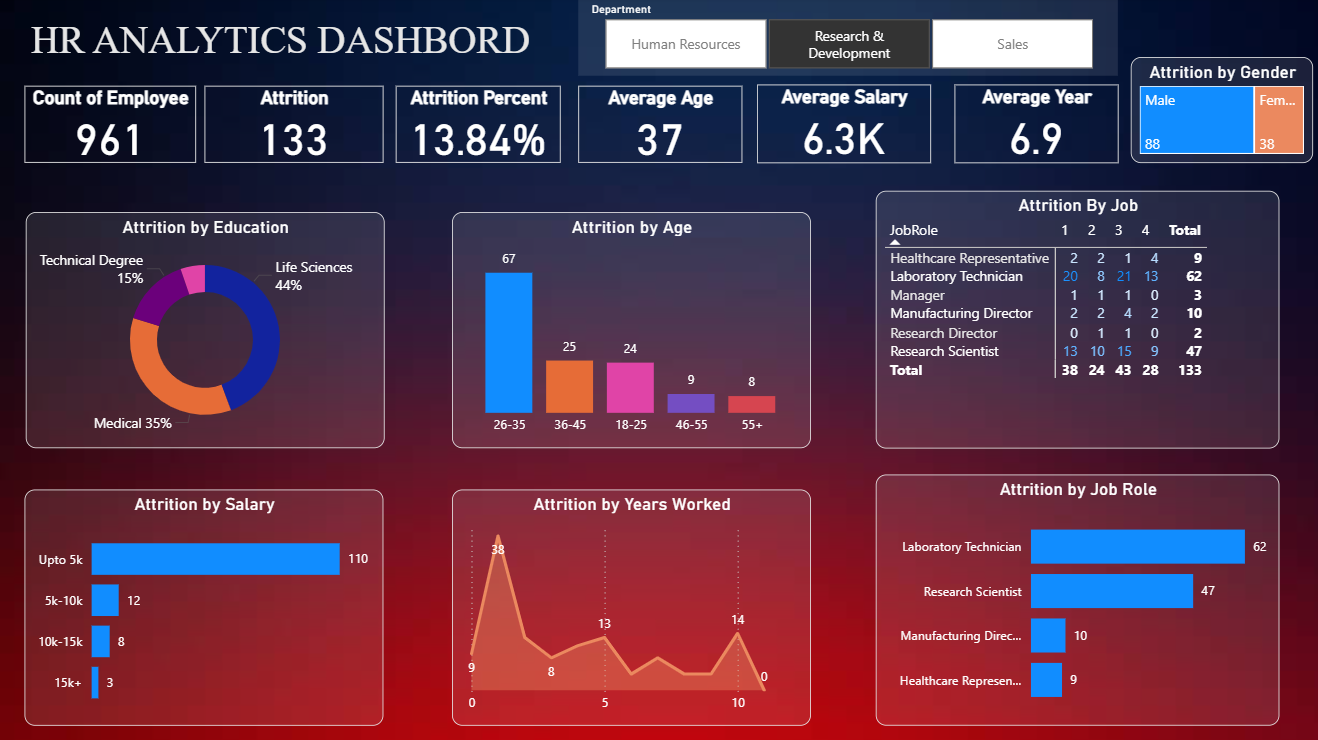 HR ANALYTICS DASHBORD
Department
Human Resources
Research &
Development
Sales
Count of Employee
961
Attrition
133
Attrition Percent
13.84%
Average Age
37
Average Salary
6.3K
Average Year
6.9
Attrition by Gender
Male
Fem...
88
38
Attrition by Education
Technical Degree
15%
Life Sciences
44%
Medical 35%
Attrition by Age
67
25
24
9
8
26-35 36-45 18-25 46-55 55+
Attrition By Job
JobRole 1 2 3 4 Total
Healthcare Representative 2 2 1 4 9
Laboratory Technician 20 8 21 13 62
Manager 1 1 1 0 3
Manufacturing Director 2 2 4 2 10
Research Director 0 1 1 0 2
Research Scientist 13 10 15 9 47
Total 38 24 43 28 133
Attrition by Salary
Upto 5k 110
5k-10k 12
10k-15k 8
15k+ 3
Attrition by Years Worked
38
13
14
9
8
0
0 5 10
Attrition by Job Role
Laboratory Technician 62
Research Scientist 47
Manufacturing Direc... 10
Healthcare Represen... 9